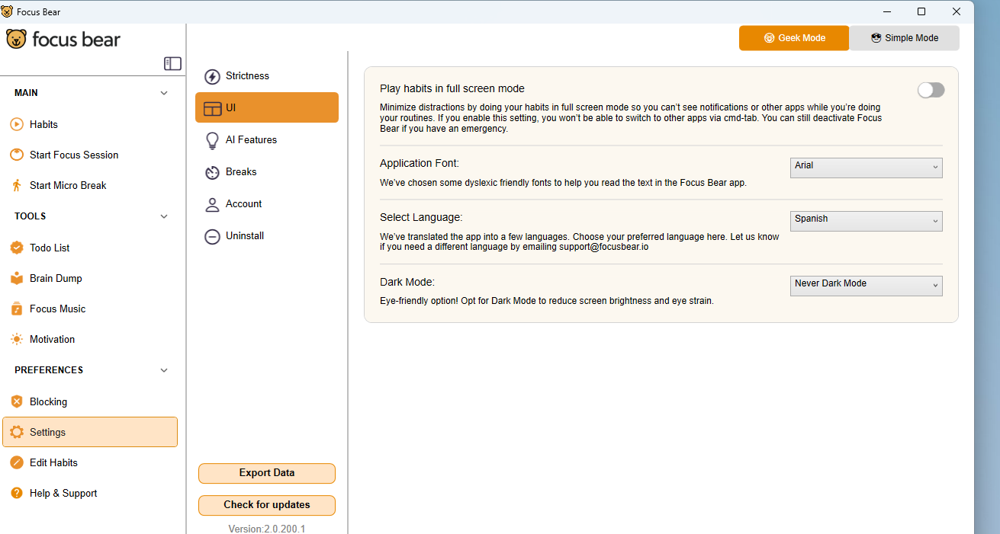 Focus Bear
focus bear
Geek Mode
Simple Mode
MAIN
Habits
Start Focus Session
Start Micro Break
TOOLS
Todo List
Brain Dump
Focus Music
Motivation
PREFERENCES
Blocking
Settings
Edit Habits
Help & Support
Strictness
UI
AI Features
Breaks
Account
Uninstall
Export Data
Check for updates
Version:2.0.200.1
Play habits in full screen mode
Minimize distractions by doing your habits in full screen mode so you can't see notifications or other apps while you're doing
your routines. If you enable this setting, you won't be able to switch to other apps via cmd-tab. You can still deactivate Focus
Bear if you have an emergency.
Application Font:
Arial
We've chosen some dyslexic friendly fonts to help you read the text in the Focus Bear app.
Select Language:
Spanish
We've translated the app into a few languages. Choose your preferred language here. Let us know
if you need a different language by emailing support@focusbear.io
Dark Mode:
Never Dark Mode
Eye-friendly option! Opt for Dark Mode to reduce screen brightness and eye strain.